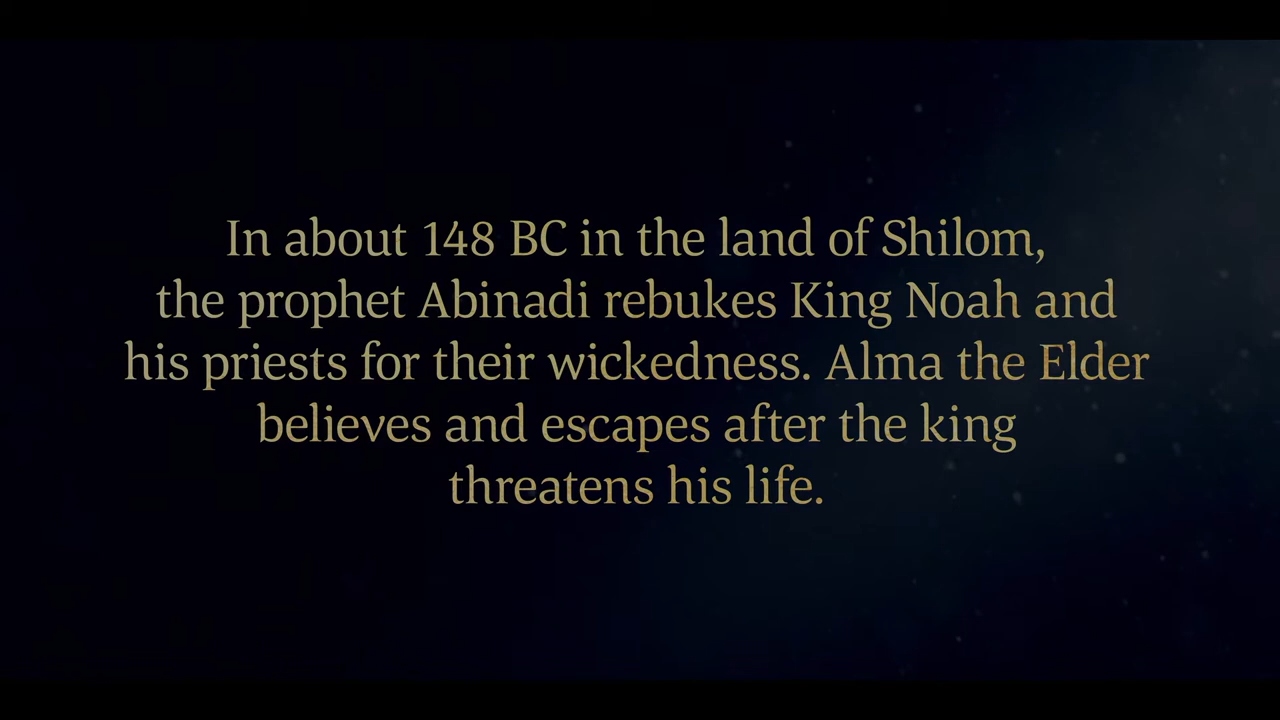 In about 148 BC in the land of Shilom,
the prophet Abinadi rebukes King Noah and
his priests for their wickedness. Alma the Elder
believes and escapes after the king
threatens his life.